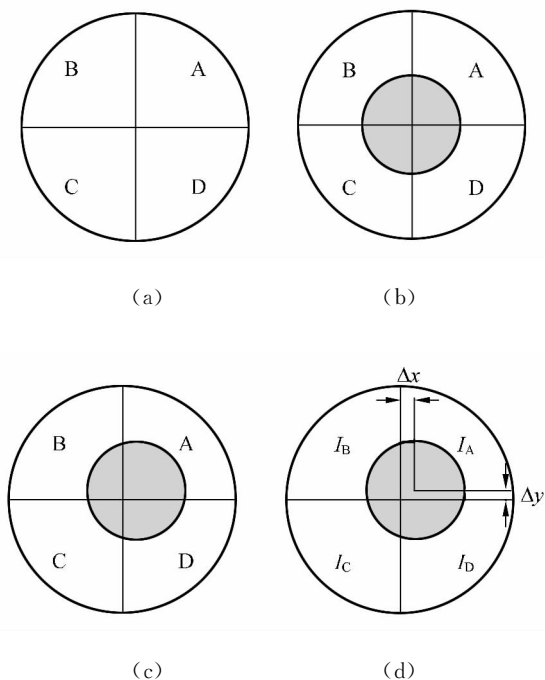 B A B A
C D C D
(a) (b)
Δx
B A I_B I_A
Δy
C D I_C I_D
(c) (d)